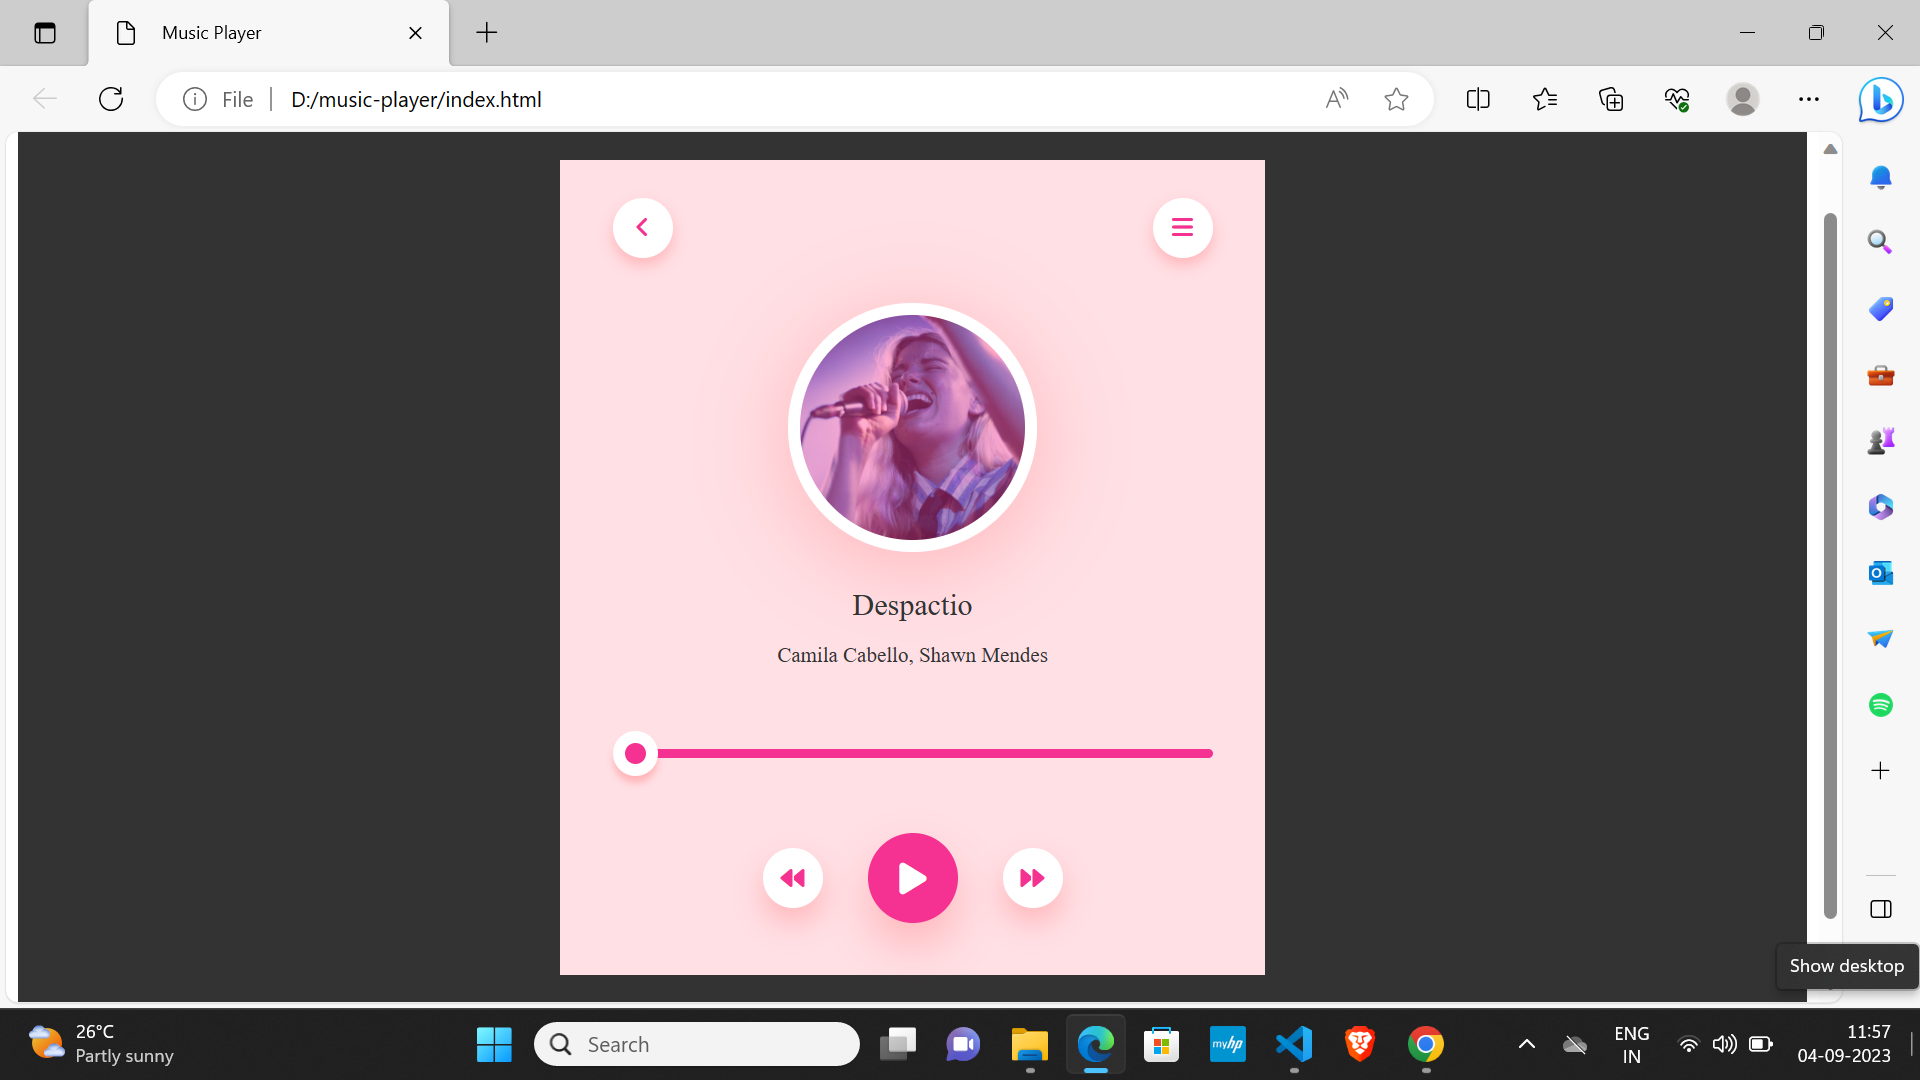 Music Player
File
D:/music-player/index.html
Despactio
Camila Cabello, Shawn Mendes
Show desktop
26°C
Partly sunny
Search
myhp
ENG
IN
11:57
04-09-2023